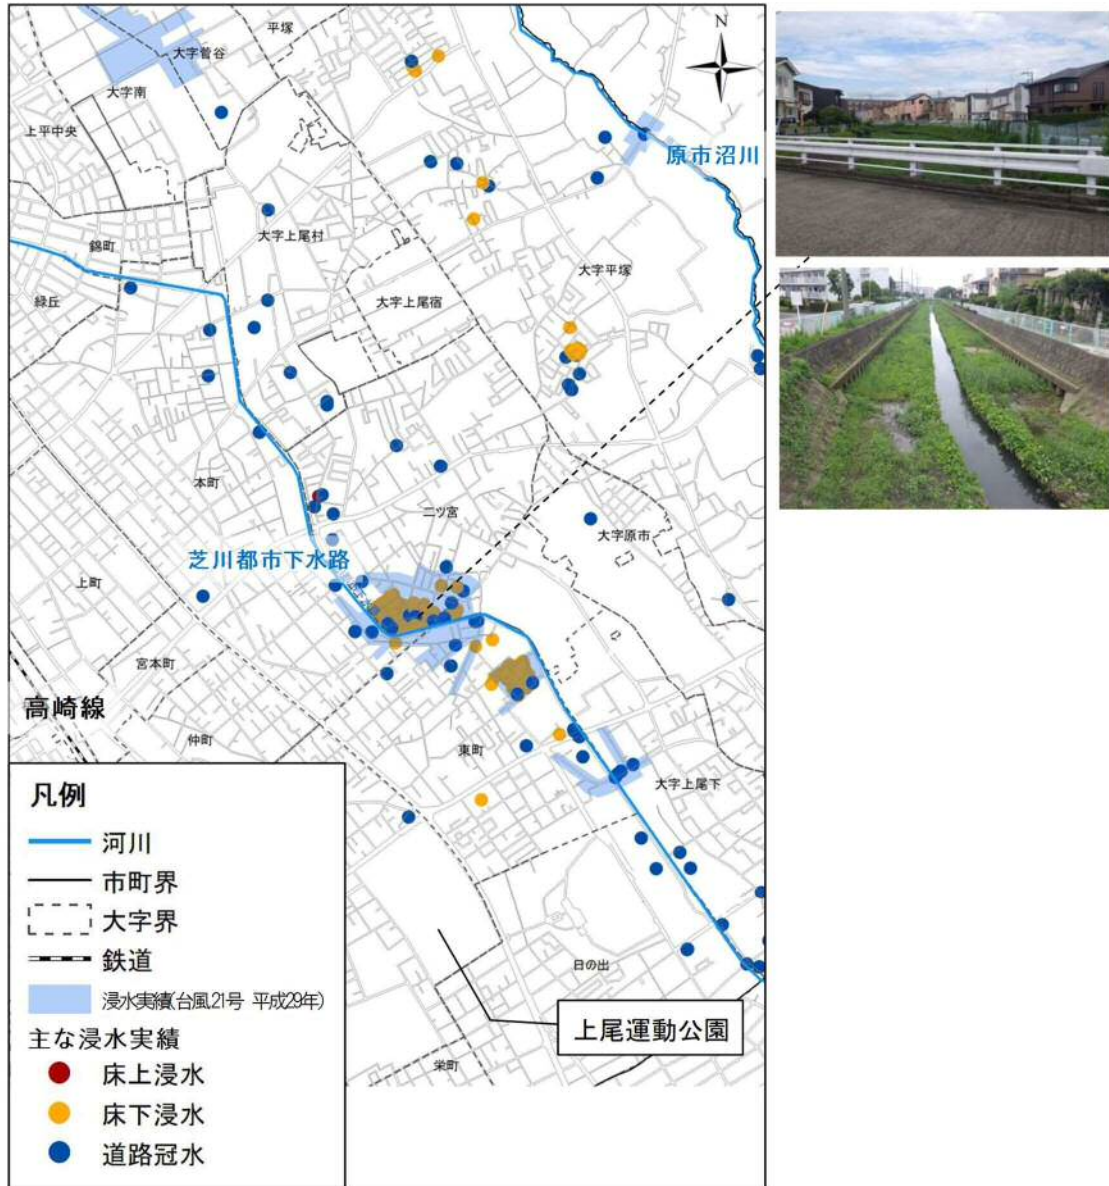 平塚
大字菅谷
N
大字南
上平中央
原市沼川
錦町
大字上尾村
大字平塚
緑丘
大字上尾宿
本町
二ツ宮
大字原市
芝川都市下水路
上町
宮本町
高崎線
仲町
東町
大字上尾下
日の出
上尾運動公園
栄町
凡例
河川
市町界
大字界
鉄道
浸水実績(台風21号 平成29年)
主な浸水実績
床上浸水
床下浸水
道路冠水